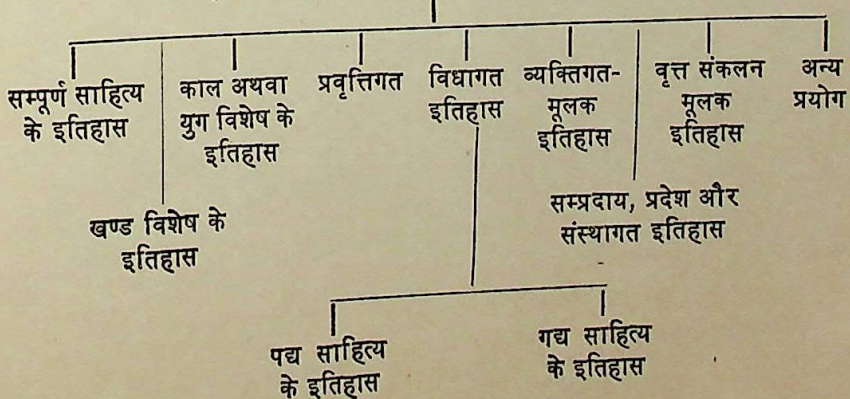 सम्पूर्ण साहित्य
के इतिहास
खण्ड विशेष के
इतिहास
काल अथवा
युग विशेष के
इतिहास
प्रवृत्तिगत
विधागत
इतिहास
पद्य साहित्य
के इतिहास
गद्य साहित्य
के इतिहास
व्यक्तिगत-
मूलक
इतिहास
सम्प्रदाय, प्रदेश और
संस्थागत इतिहास
वृत्त संकलन
मूलक
इतिहास
अन्य
प्रयोग